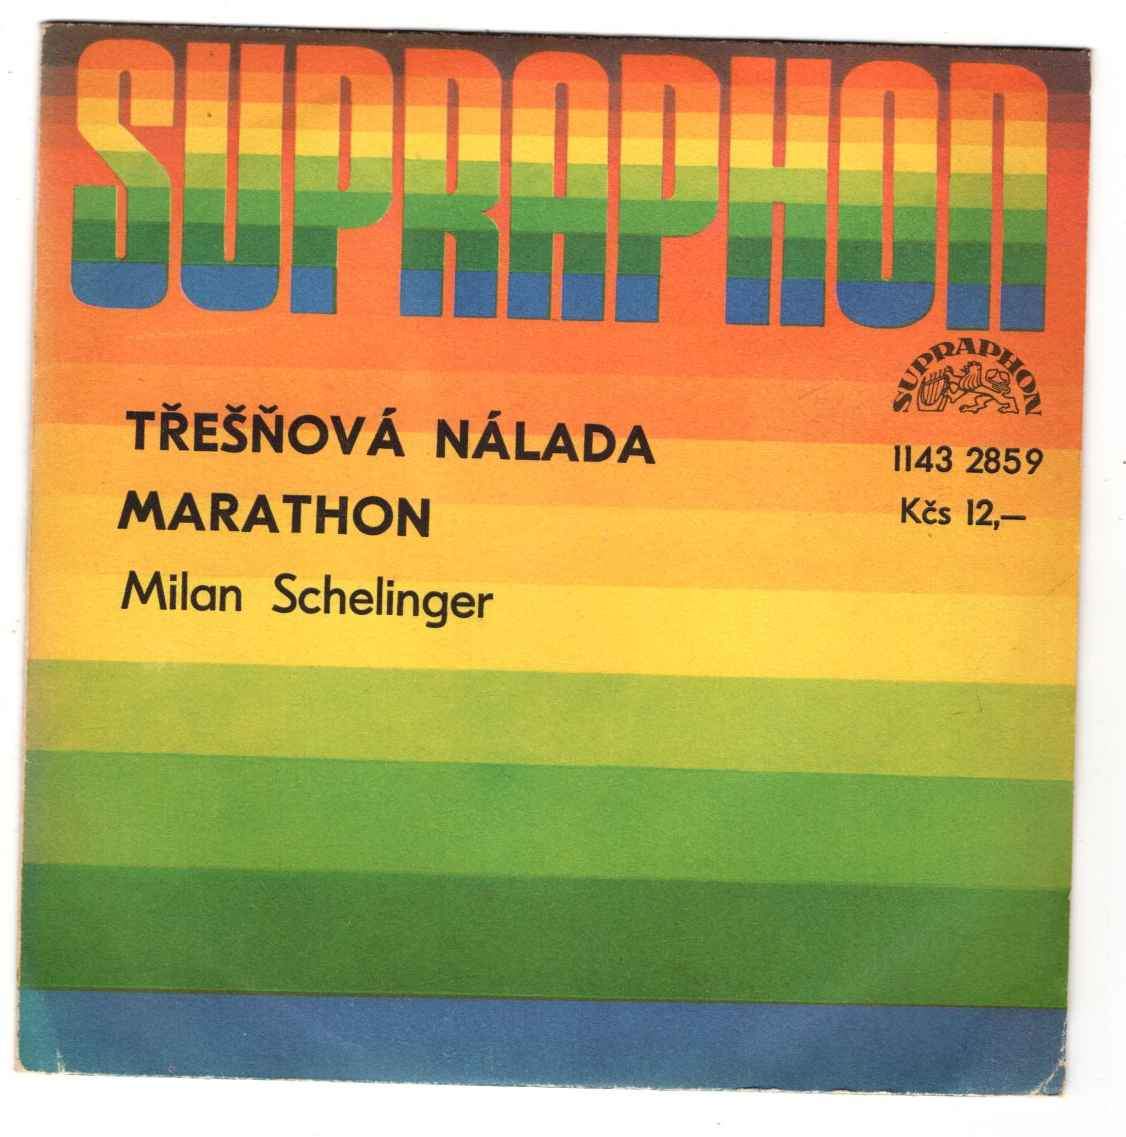 SUPRAPHON
SUPRAPHON
TŘEŠŇOVÁ NÁLADA
1143 2859
MARATHON
Kčs 12,—
Milan Schelinger